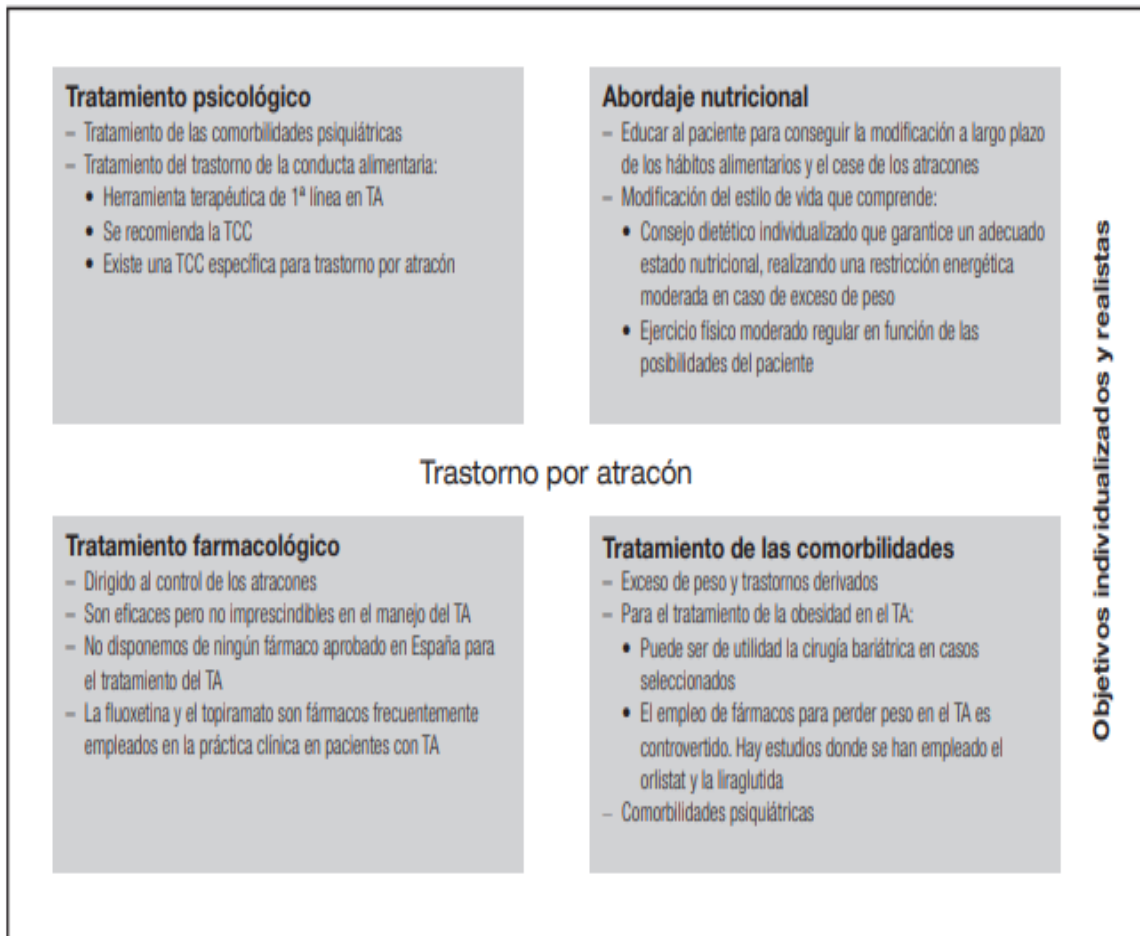 Tratamiento psicológico
– Tratamiento de las comorbilidades psiquiátricas
– Tratamiento del trastorno de la conducta alimentaria:
• Herramienta terapéutica de 1ª línea en TA
• Se recomienda la TCC
• Existe una TCC específica para trastorno por atracón
Abordaje nutricional
– Educar al paciente para conseguir la modificación a largo plazo
de los hábitos alimentarios y el cese de los atracones
– Modificación del estilo de vida que comprende:
• Consejo dietético individualizado que garantice un adecuado
estado nutricional, realizando una restricción energética
moderada en caso de exceso de peso
• Ejercicio físico moderado regular en función de las
posibilidades del paciente
Trastorno por atracón
Tratamiento farmacológico
– Dirigido al control de los atracones
– Son eficaces pero no imprescindibles en el manejo del TA
– No disponemos de ningún fármaco aprobado en España para
el tratamiento del TA
– La fluoxetina y el topiramato son fármacos frecuentemente
empleados en la práctica clínica en pacientes con TA
Tratamiento de las comorbilidades
– Exceso de peso y trastornos derivados
– Para el tratamiento de la obesidad en el TA:
• Puede ser de utilidad la cirugía bariátrica en casos
seleccionados
• El empleo de fármacos para perder peso en el TA es
controvertido. Hay estudios donde se han empleado el
orlistat y la liraglutida
– Comorbilidades psiquiátricas
Objetivos individualizados y realistas